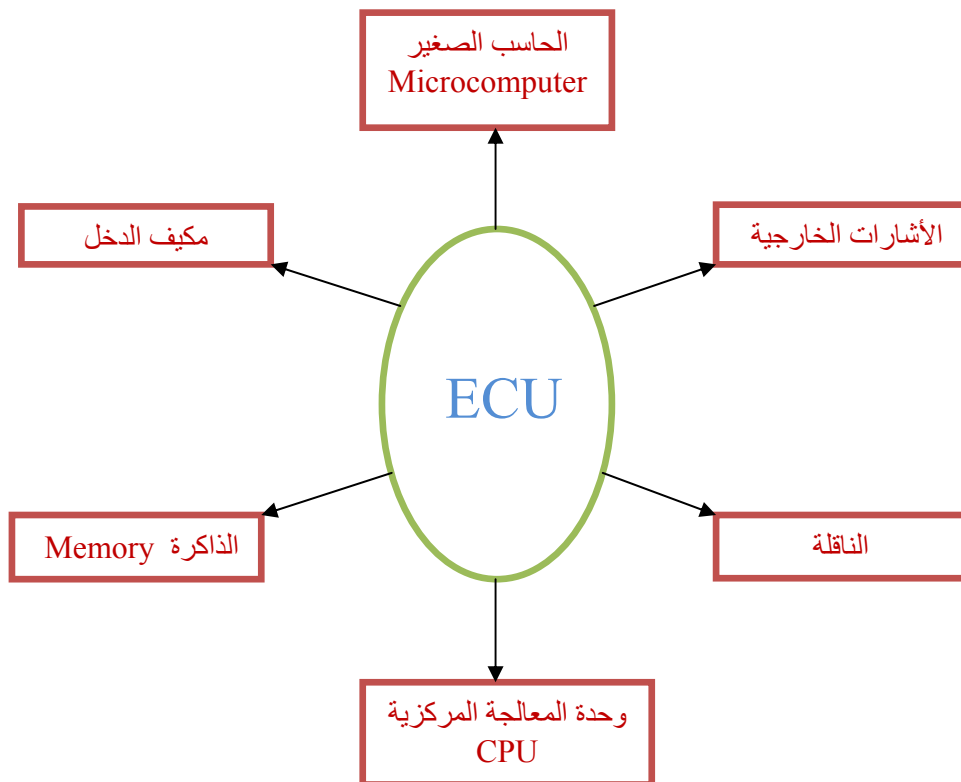 الحاسب الصغير
Microcomputer
الأشارات الخارجية
مكيف الدخل
ECU
الناقلة
الذاكرة Memory
وحدة المعالجة المركزية
CPU